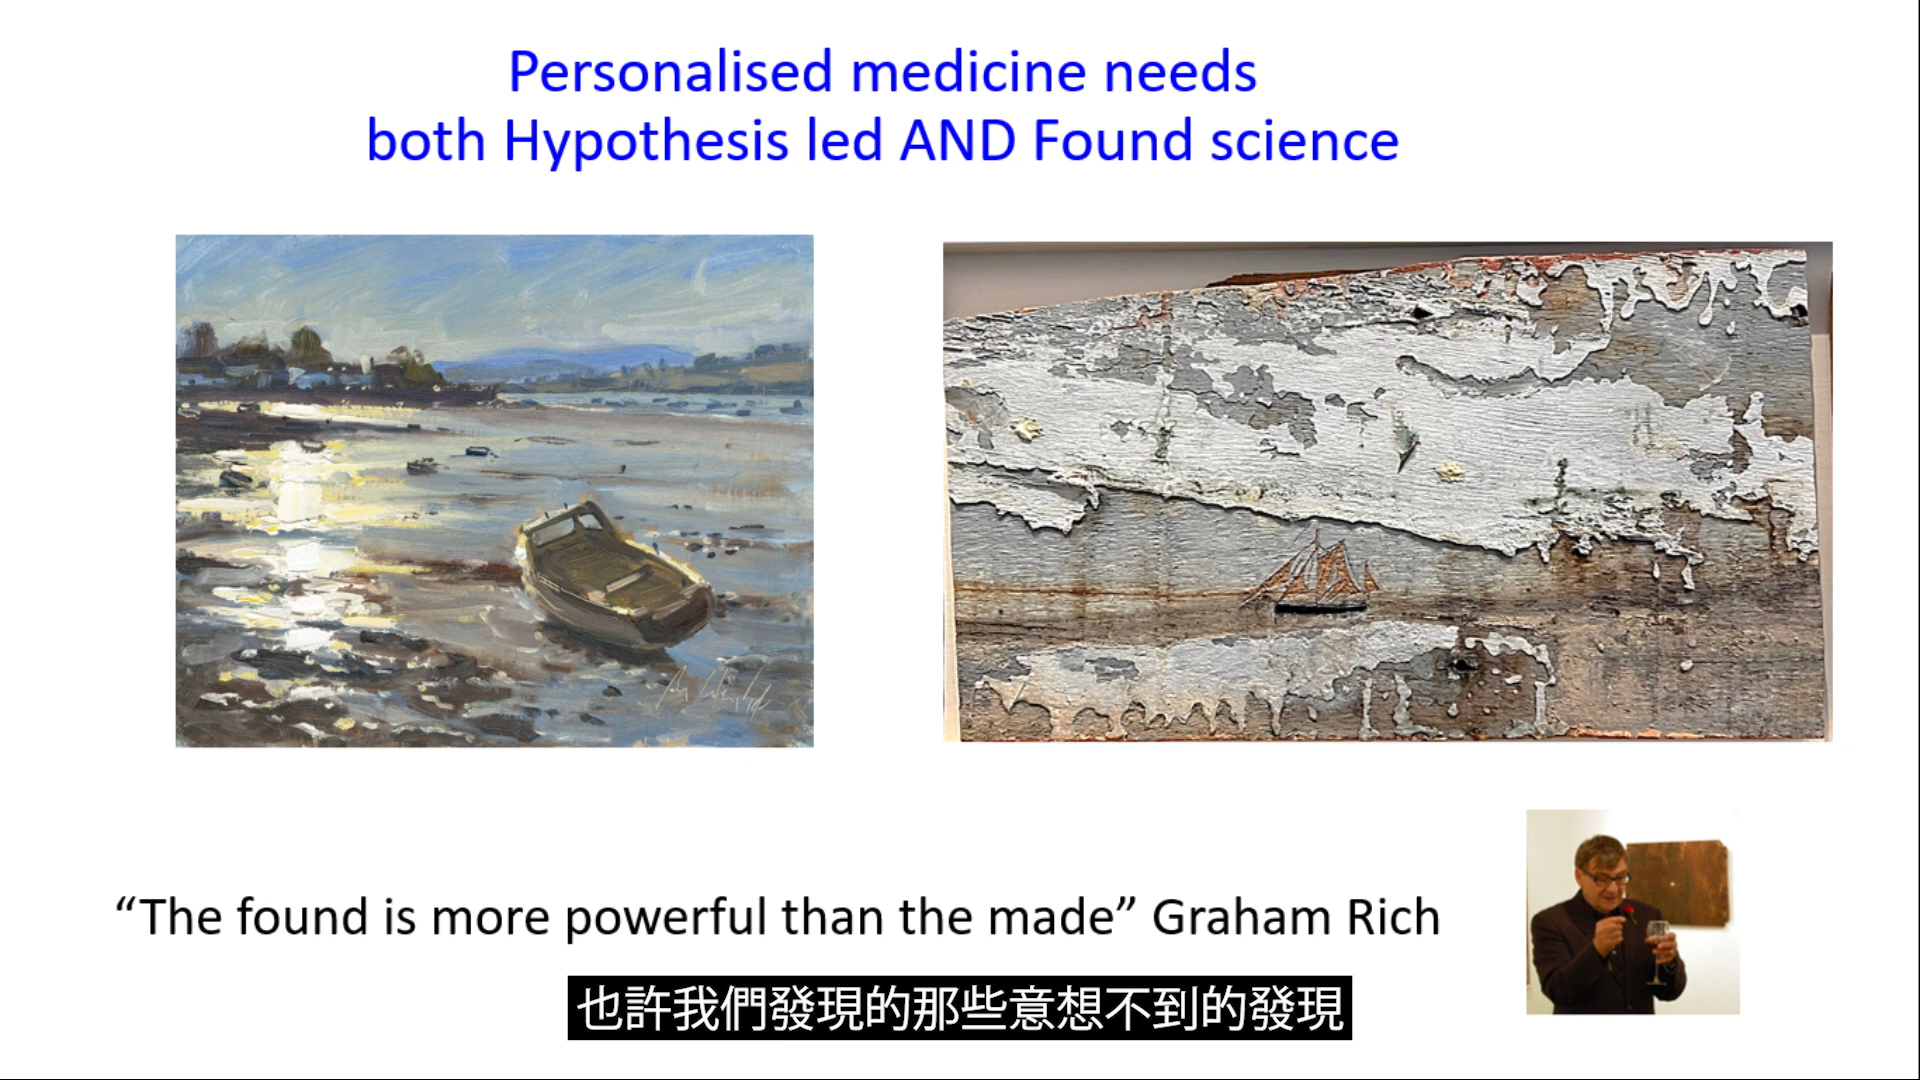 Personalised medicine needs
both Hypothesis led AND Found science
“The found is more powerful than the made” Graham Rich
也許我們發現的那些意想不到的發現